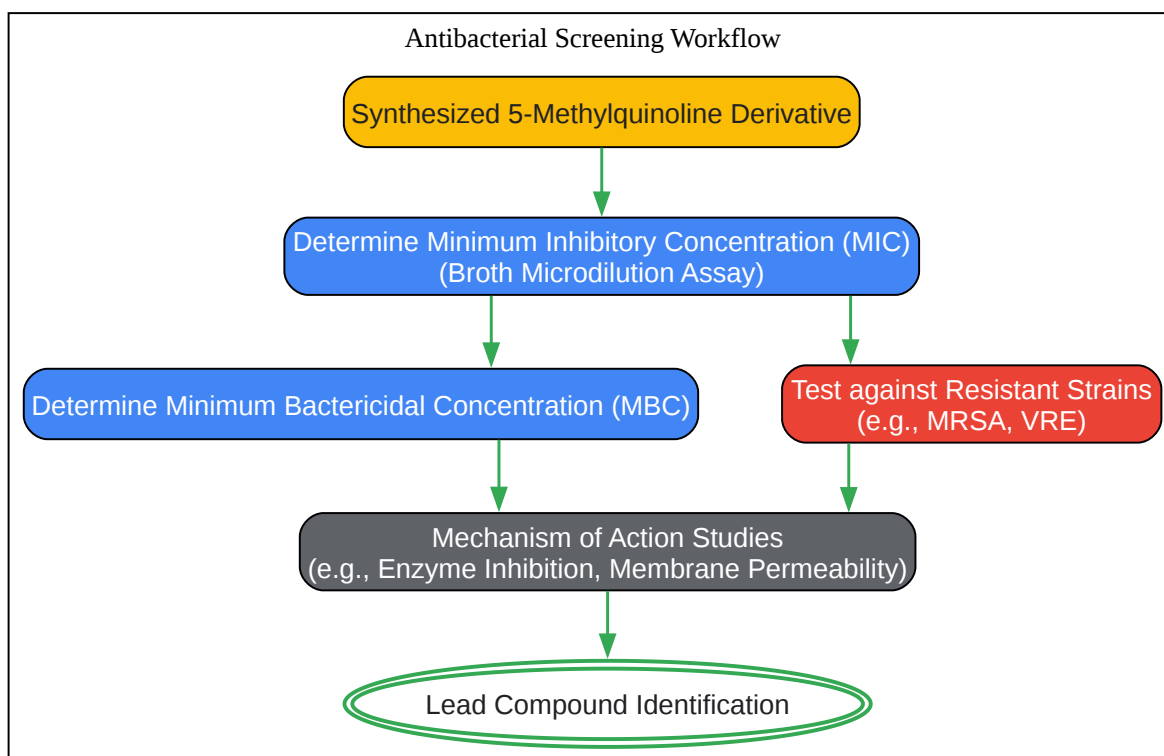 Antibacterial Screening Workflow
Synthesized 5-Methylquinoline Derivative
Determine Minimum Inhibitory Concentration (MIC)
(Broth Microdilution Assay)
Determine Minimum Bactericidal Concentration (MBC)
Test against Resistant Strains
(e.g., MRSA, VRE)
Mechanism of Action Studies
(e.g., Enzyme Inhibition, Membrane Permeability)
Lead Compound Identification